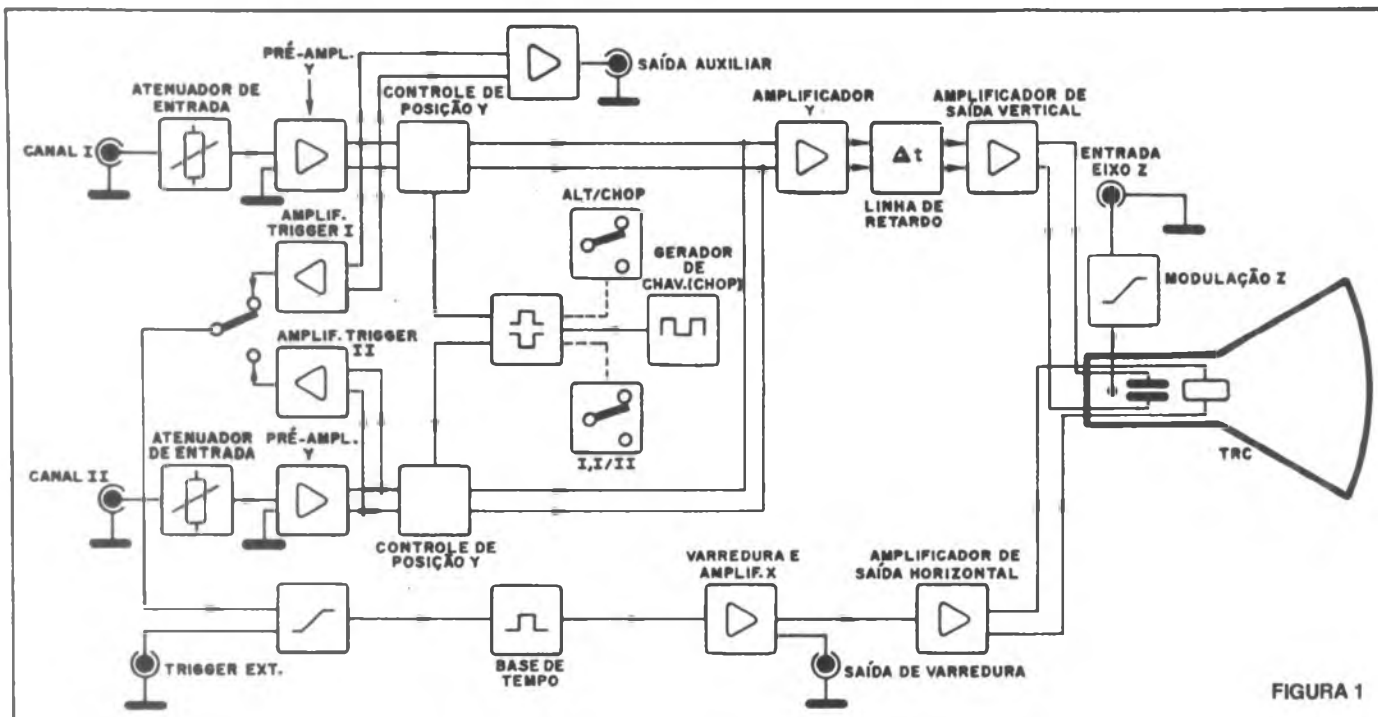 PRÉ-AMPL.
Y
ATENUADOR DE
ENTRADA
CANAL I
CONTROLE DE
POSIÇÃO Y
SAÍDA AUXILIAR
AMPLIFICADOR
Y
Δt
LINHA DE
RETARDO
AMPLIFICADOR DE
SAÍDA VERTICAL
ENTRADA
EIXO Z
MODULAÇÃO Z
TRC
AMPLIF.
TRIGGER I
ALT/CHOP
GERADOR
DE
CHAV.(CHOP)
AMPLIF. TRIGGER
II
I,I/II
ATENUADOR
DE ENTRADA
PRÉ-AMPL.
Y
CANAL II
CONTROLE DE
POSIÇÃO Y
TRIGGER EXT.
BASE DE
TEMPO
VARREDURA E
AMPLIF.X
SAÍDA DE VARREDURA
AMPLIFICADOR DE
SAÍDA HORIZONTAL
FIGURA 1